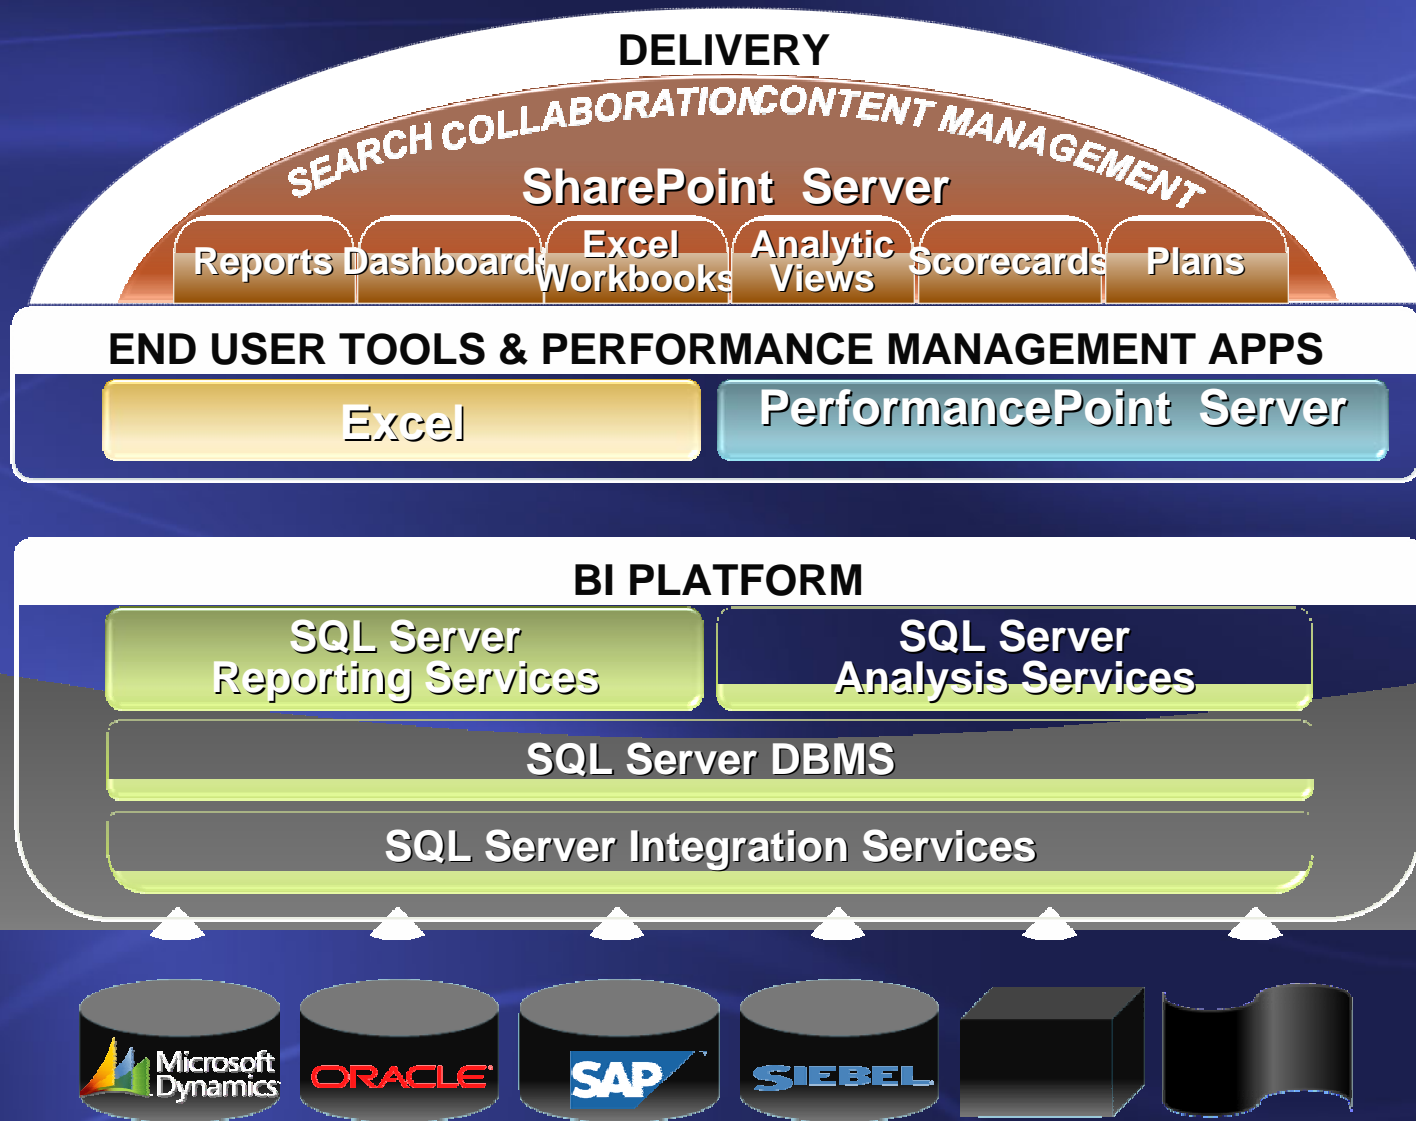 DELIVERY
SEARCH COLLABORATION CONTENT MANAGEMENT
SharePoint Server
Reports Dashboards Excel Workbooks Analytic Views Scorecards Plans
END USER TOOLS & PERFORMANCE MANAGEMENT APPS
Excel
PerformancePoint Server
BI PLATFORM
SQL Server
Reporting Services
SQL Server
Analysis Services
SQL Server DBMS
SQL Server Integration Services
Microsoft
Dynamics
ORACLE
SAP
SIEBEL